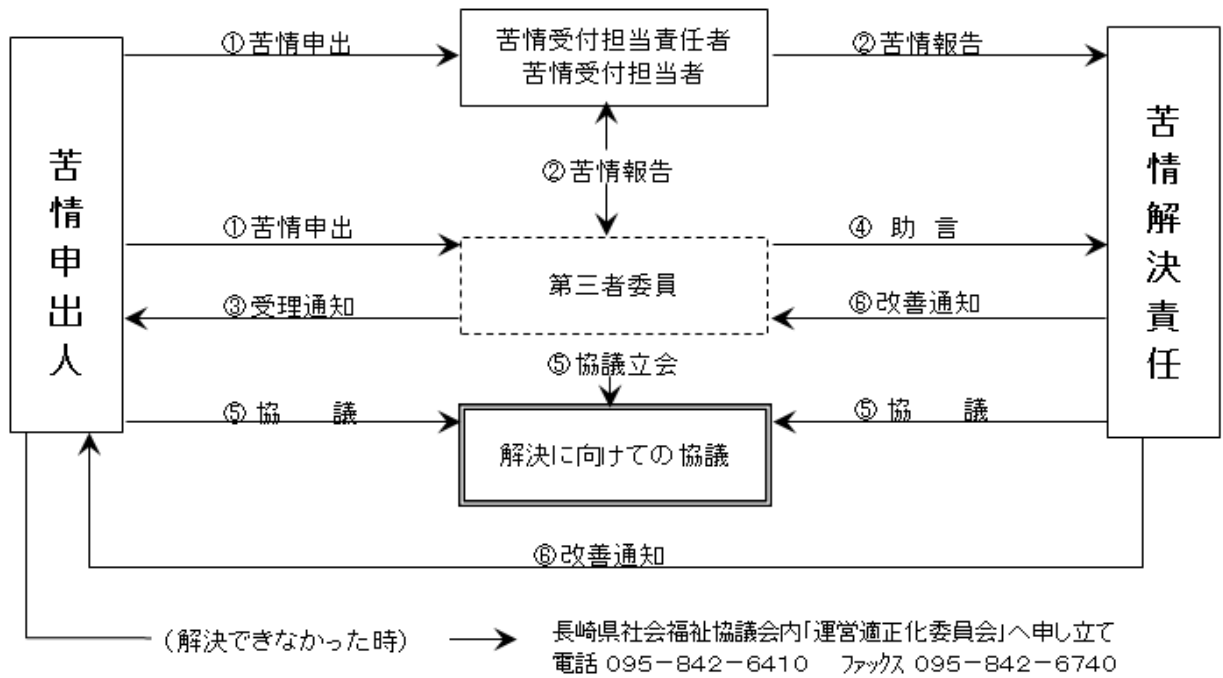 ①苦情申出
苦情受付担当責任者
苦情受付担当者
②苦情報告
苦情申出人
苦情解決責任
②苦情報告
①苦情申出
④ 助 言
第三者委員
③受理通知
⑥改善通知
⑤協議立会
⑤協 議
⑤協 議
解決に向けての協議
⑥改善通知
(解決できなかった時)
長崎県社会福祉協議会内「運営適正化委員会」へ申し立て
電話 095-842-6410 ファックス 095-842-6740